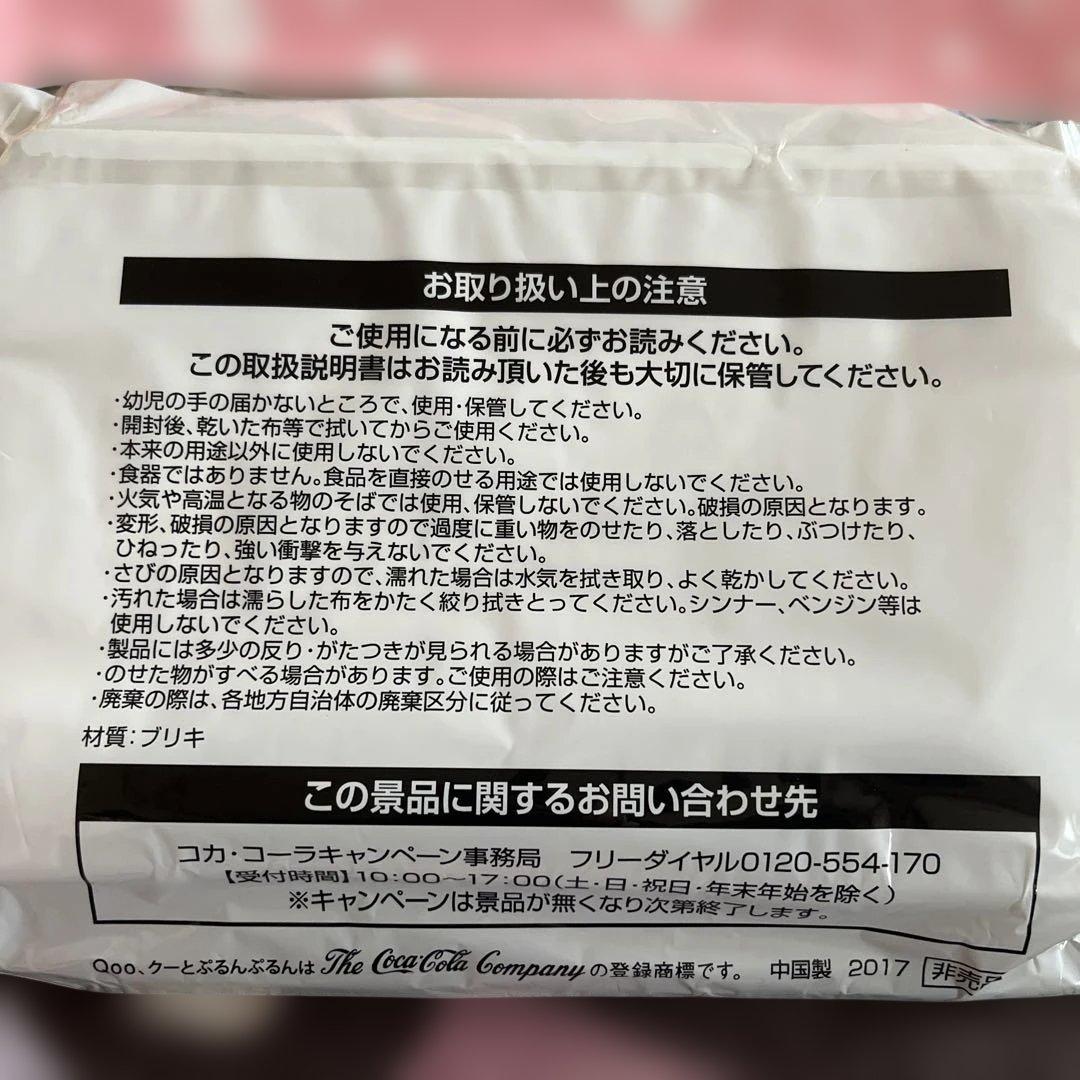 お取り扱い上の注意
ご使用になる前に必ずお読みください。
この取扱説明書はお読み頂いた後も大切に保管してください。
・幼児の手の届かないところで、使用・保管してください。
・開封後、乾いた布等で拭いてからご使用ください。
・本来の用途以外に使用しないでください。
・食器ではありません。食品を直接のせる用途では使用しないでください。
・火気や高温となる物のそばでは使用、保管しないでください。破損の原因となります。
・変形、破損の原因となりますので過度に重い物をのせたり、落としたり、ぶつけたり、
ひねったり、強い衝撃を与えないでください。
・さびの原因となりますので、濡れた場合は水気を拭き取り、よく乾かしてください。
・汚れた場合は濡らした布をかたく絞り拭きとってください。シンナー、ベンジン等は
使用しないでください。
・製品には多少の反り・がたつきが見られる場合がありますがご了承ください。
・のせた物がすべる場合があります。ご使用の際はご注意ください。
・廃棄の際は、各地方自治体の廃棄区分に従ってください。
材質：ブリキ
この景品に関するお問い合わせ先
コカ・コーラキャンペーン事務局 フリーダイヤル0120-554-170
【受付時間】10:00～17:00(土・日・祝日・年末年始を除く)
※キャンペーンは景品が無くなり次第終了します。
Qoo、クーとぷるんぷるんは The Coca-Cola Company の登録商標です。 中国製 2017 非売品